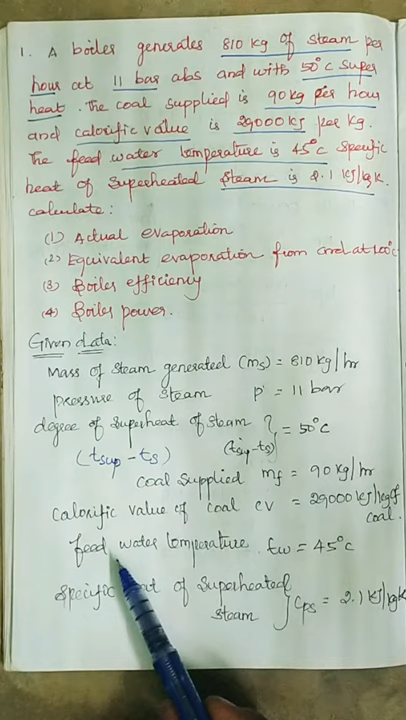 1. A boiler generates 810 kg of steam per
hour at 11 bar abs and with 50°c super
heat. The coal supplied is 90kg per hour
and calorific value is 29000 KJ per kg.
The feed water temperature is 45°c specific
heat of superheated steam is 2.1 KJ/kg K.
calculate:
(1) Actual evaporation
(2) Equivalent evaporation from and at 100°c
(3) Boiler efficiency
(4) Boiler power.
Given data:
Mass of steam generated (ms) = 810 kg/hr
pressure of steam p = 11 bar
degree of superheat of steam } = 50°c
(tsup - ts) (tsup - ts)
coal supplied mf = 90 kg/hr
calorific value of coal cv = 29000 KJ/kg of
coal.
feed water temperature tw = 45°c
specific of superheated
steam } Cps = 2.1 KJ/kg K